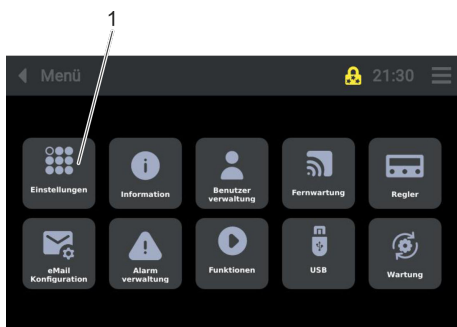 1
Menü
21:30
Einstellungen
Information
Benutzer
verwaltung
Fernwartung
Regler
eMail
Konfiguration
Alarm
verwaltung
Funktionen
USB
Wartung